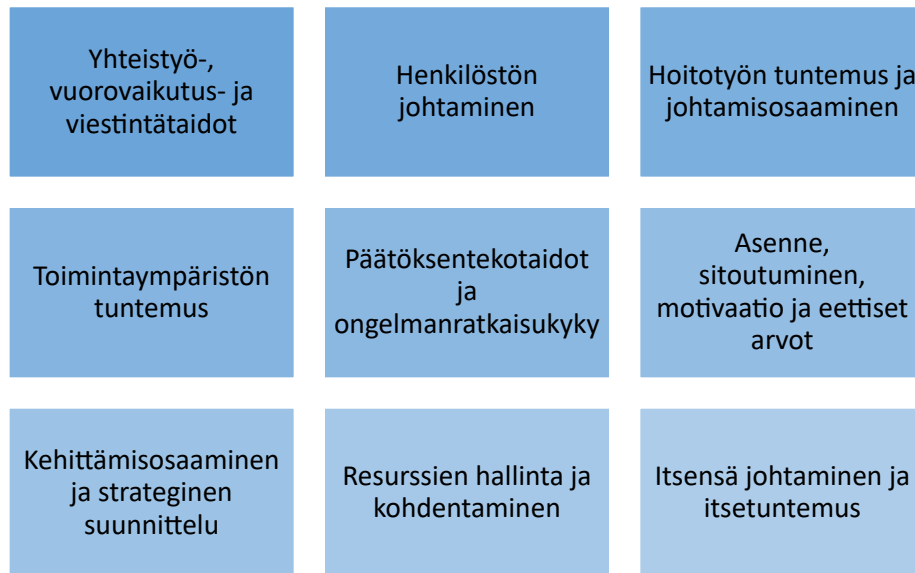 Yhteistyö-,
vuorovaikutus- ja
viestintätaidot
Henkilöstön
johtaminen
Hoitotyön tuntemus ja
johtamisosaaminen
Toimintaympäristön
tuntemus
Päätöksentekotaidot
ja
ongelmanratkaisukyky
Asenne,
sitoutuminen,
motivaatio ja eettiset
arvot
Kehittämisosaaminen
ja strateginen
suunnittelu
Resurssien hallinta ja
kohdentaminen
Itsensä johtaminen ja
itsetuntemus